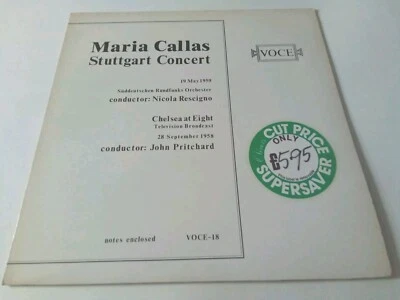 Maria Callas
Stuttgart Concert
VOCE
19 May 1959
Süddeutschen Rundfunks Orchester
conductor: Nicola Rescigno
Chelsea at Eight
Television Broadcast
28 September 1958
conductor: John Pritchard
CUT PRICE
ONLY
£5.95
SUPERSAVER
notes enclosed
VOCE-18